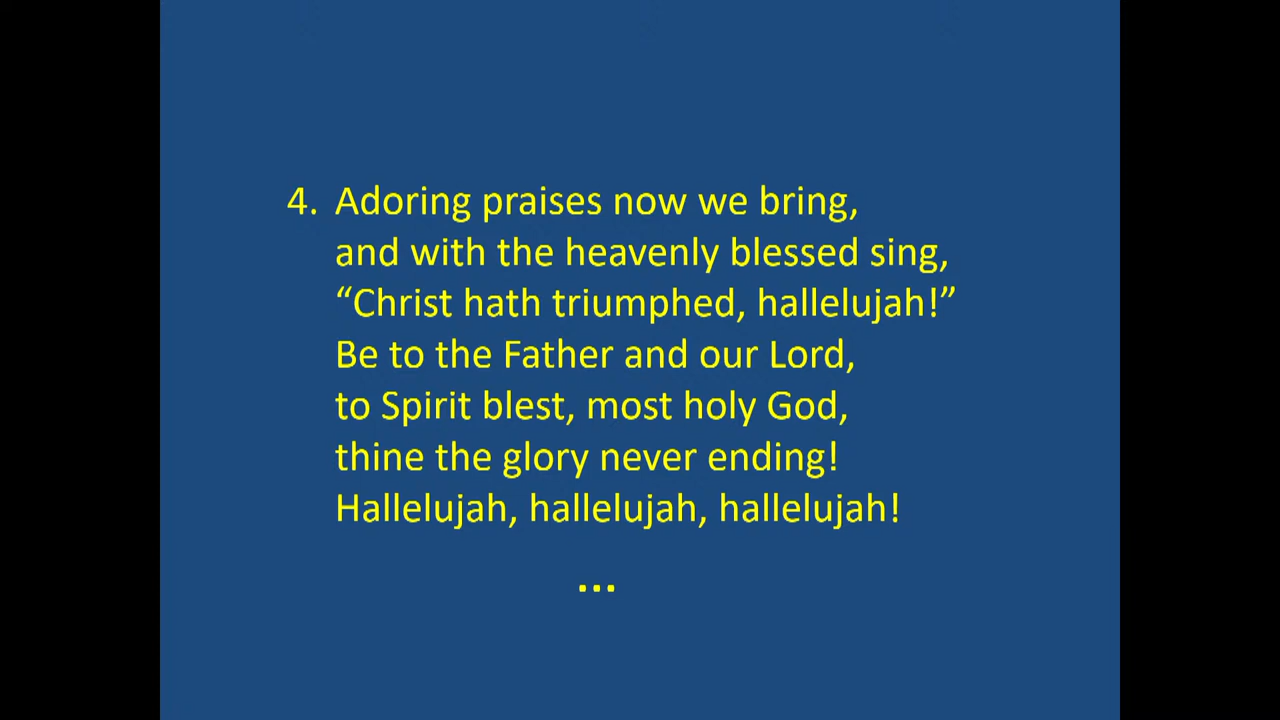 4. Adoring praises now we bring,
and with the heavenly blessed sing,
“Christ hath triumphed, hallelujah!”
Be to the Father and our Lord,
to Spirit blest, most holy God,
thine the glory never ending!
Hallelujah, hallelujah, hallelujah!
...